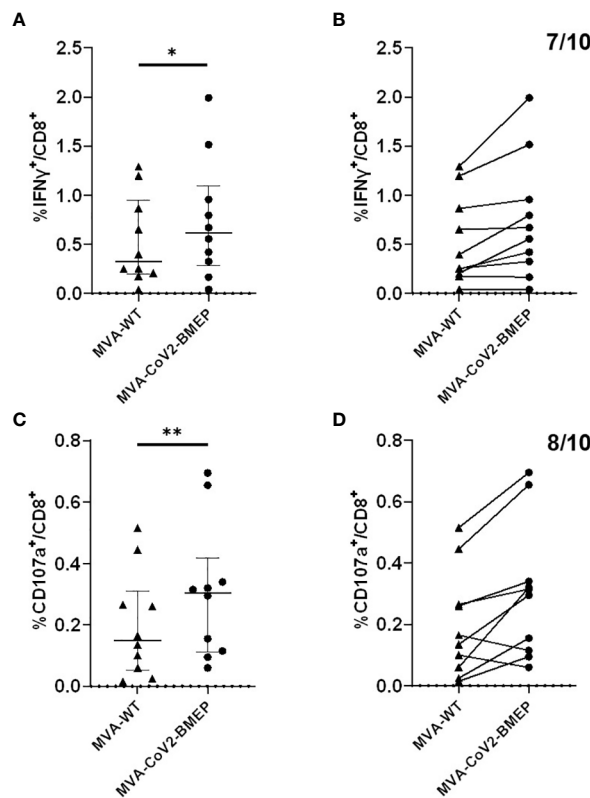 A
%IFNγ⁺/CD8⁺
2.5
2.0
1.5
1.0
0.5
0.0
*
MVA-WT
MVA-CoV2-BMEP
B
7/10
%IFNγ⁺/CD8⁺
2.5
2.0
1.5
1.0
0.5
0.0
MVA-WT
MVA-CoV2-BMEP
C
%CD107a⁺/CD8⁺
0.8
0.6
0.4
0.2
0.0
**
MVA-WT
MVA-CoV2-BMEP
D
8/10
%CD107a⁺/CD8⁺
0.8
0.6
0.4
0.2
0.0
MVA-WT
MVA-CoV2-BMEP